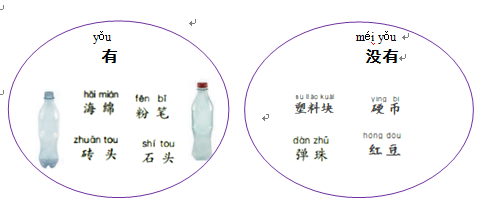 yǒu
有
hǎi mián fěn bǐ
海绵 粉笔
zhuān tou shí tou
砖头 石头
méi yǒu
没有
sù liào kuài yìng bì
塑料块 硬币
dàn zhū hóng dòu
弹珠 红豆